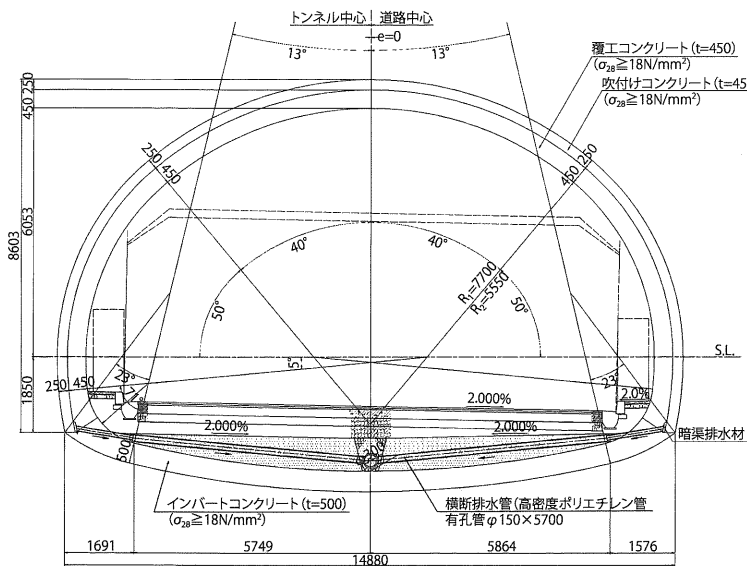 トンネル中心 道路中心
e=0
13° 13°
覆工コンクリート(t=450)
(σ28≧18N/mm²)
吹付けコンクリート(t=45
(σ28≧18N/mm²)
250
450
250
450
250
450
6053
8603
1850
40° 40°
50° 50°
R₁=7700
R₂=5550
S.L.
5°
250 450
23° 23°
2.0%
2.000%
2.000% 2.000%
暗渠排水材
500
インバートコンクリート(t=500)
(σ28≧18N/mm²)
横断排水管(高密度ポリエチレン管
有孔管φ150×5700
1691 5749 5864 1576
14880